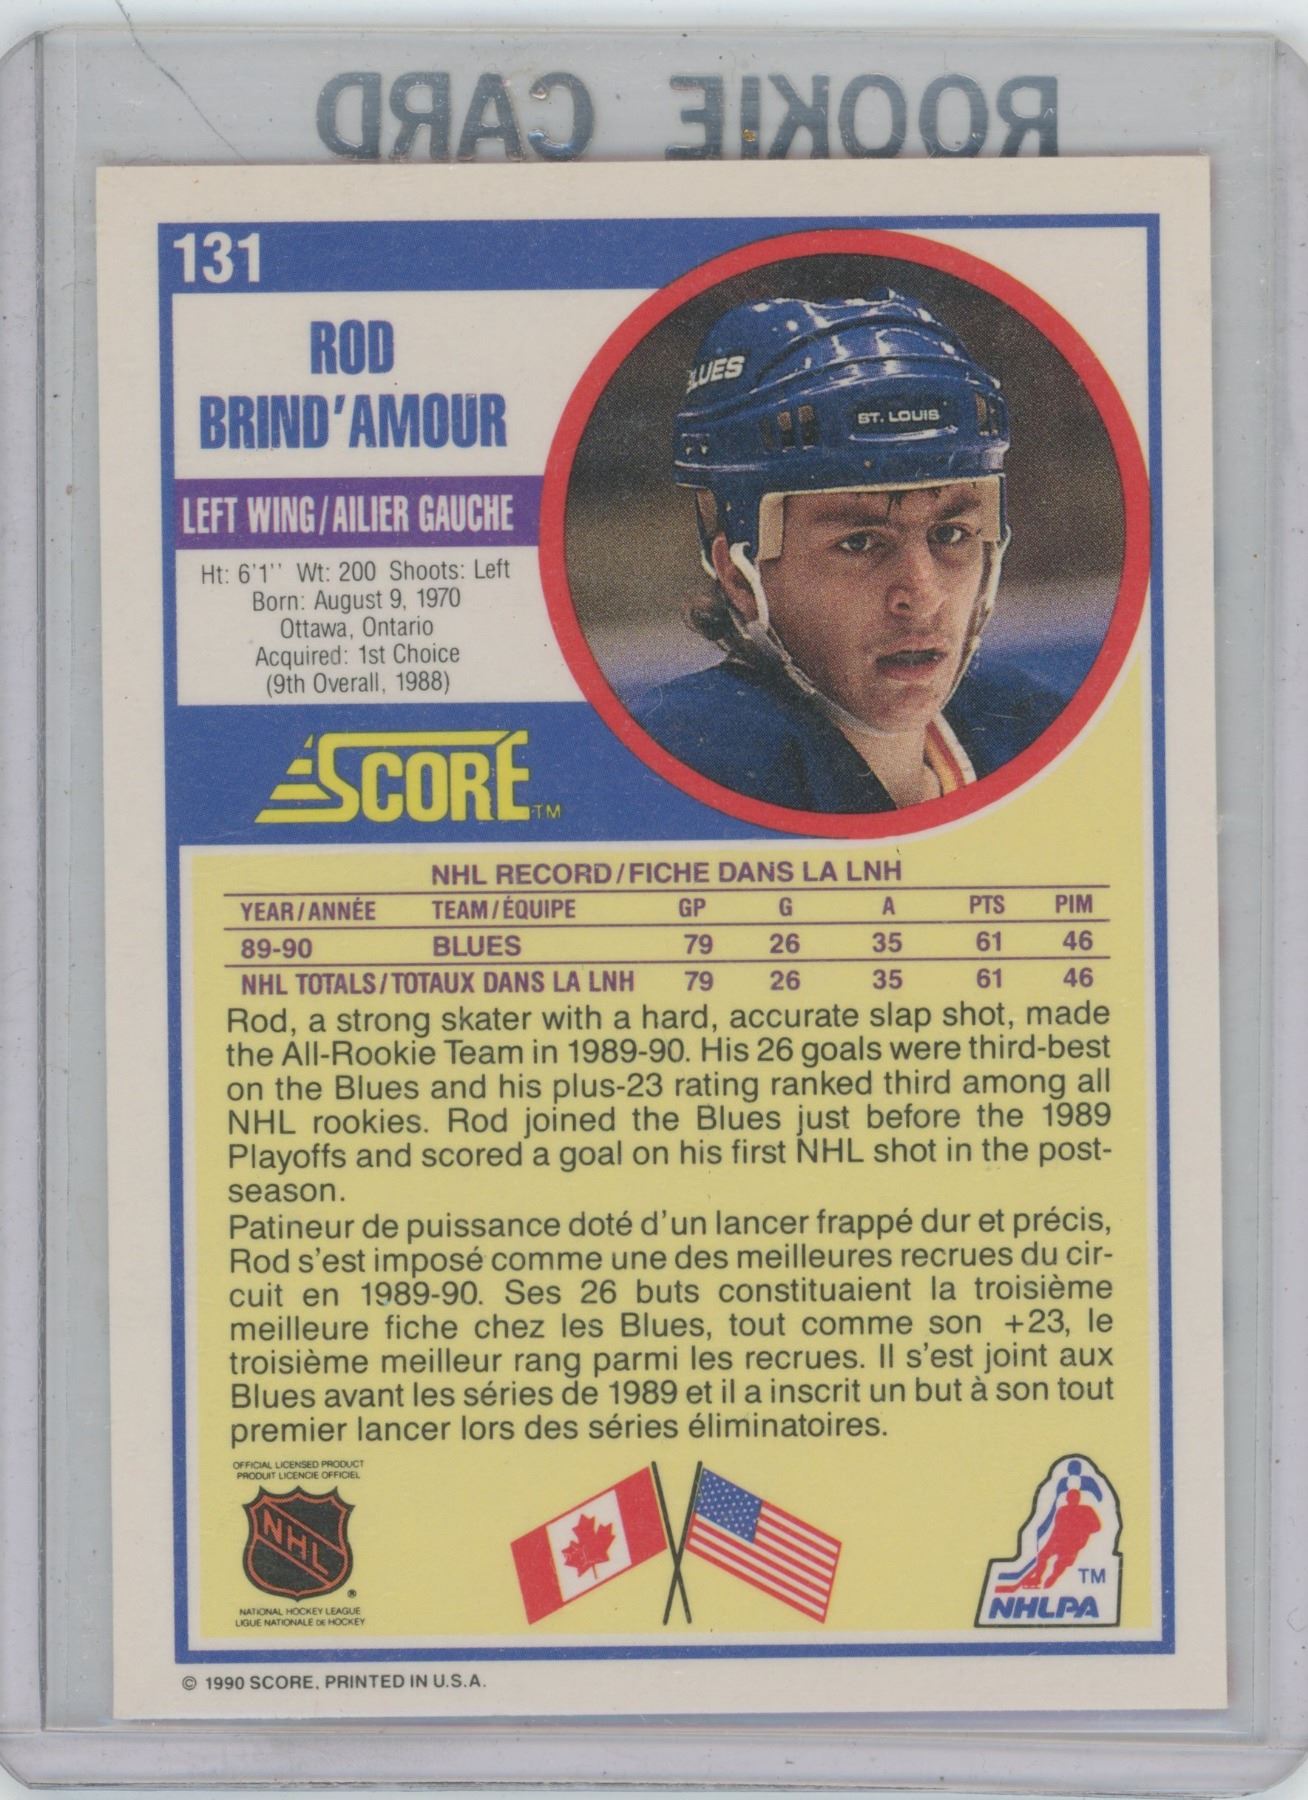 ROOKIE CARD
131
ROD
BRIND'AMOUR
LEFT WING/AILIER GAUCHE
Ht: 6'1'' Wt: 200 Shoots: Left
Born: August 9, 1970
Ottawa, Ontario
Acquired: 1st Choice
(9th Overall, 1988)
BLUES
ST. LOUIS
SCORE TM
NHL RECORD/FICHE DANS LA LNH
YEAR/ANNÉE TEAM/ÉQUIPE GP G A PTS PIM
89-90 BLUES 79 26 35 61 46
NHL TOTALS/TOTAUX DANS LA LNH 79 26 35 61 46
Rod, a strong skater with a hard, accurate slap shot, made
the All-Rookie Team in 1989-90. His 26 goals were third-best
on the Blues and his plus-23 rating ranked third among all
NHL rookies. Rod joined the Blues just before the 1989
Playoffs and scored a goal on his first NHL shot in the post-
season.
Patineur de puissance doté d'un lancer frappé dur et précis,
Rod s'est imposé comme une des meilleures recrues du cir-
cuit en 1989-90. Ses 26 buts constituaient la troisième
meilleure fiche chez les Blues, tout comme son +23, le
troisième meilleur rang parmi les recrues. Il s'est joint aux
Blues avant les séries de 1989 et il a inscrit un but à son tout
premier lancer lors des séries éliminatoires.
OFFICIAL LICENSED PRODUCT
PRODUIT LICENCIE OFFICIEL
NHL ®
NATIONAL HOCKEY LEAGUE
LIGUE NATIONALE DE HOCKEY
TM
NHLPA
© 1990 SCORE, PRINTED IN U.S.A.